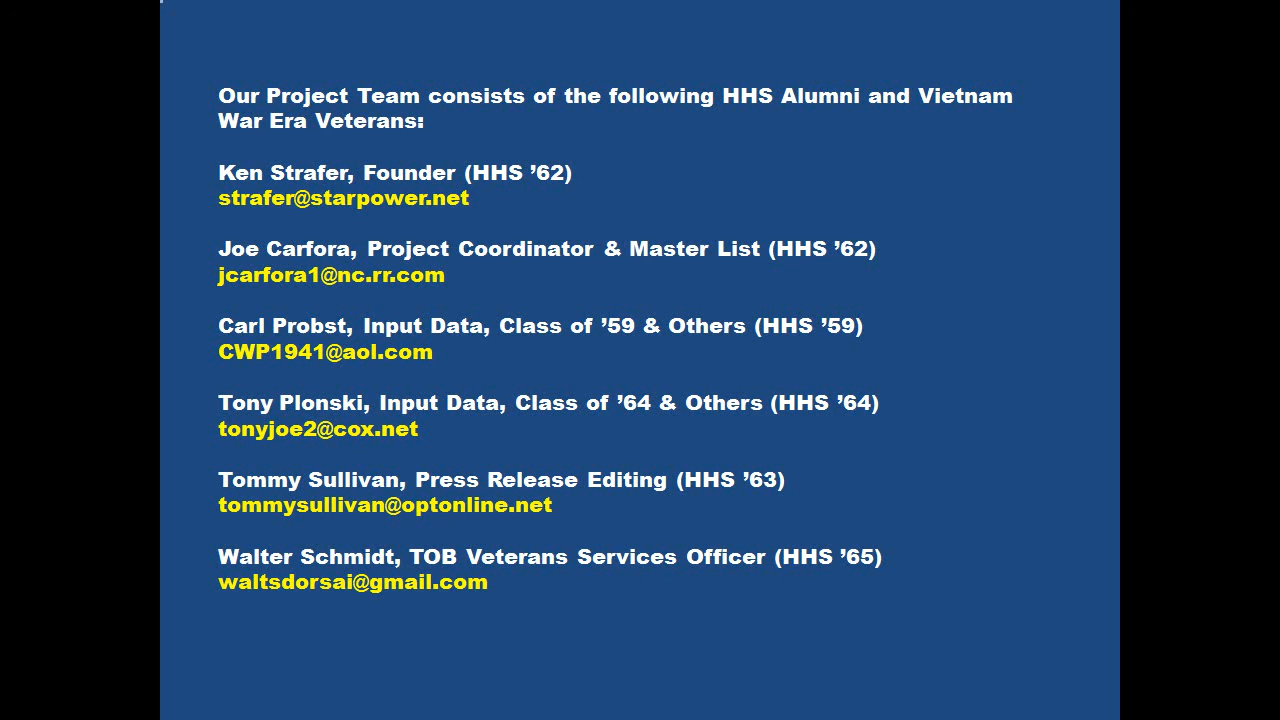 Our Project Team consists of the following HHS Alumni and Vietnam
War Era Veterans:
Ken Strafer, Founder (HHS ’62)
strafer@starpower.net
Joe Carfora, Project Coordinator & Master List (HHS ’62)
jcarfora1@nc.rr.com
Carl Probst, Input Data, Class of ’59 & Others (HHS ’59)
CWP1941@aol.com
Tony Plonski, Input Data, Class of ’64 & Others (HHS ’64)
tonyjoe2@cox.net
Tommy Sullivan, Press Release Editing (HHS ’63)
tommysullivan@optonline.net
Walter Schmidt, TOB Veterans Services Officer (HHS ’65)
waltsdorsai@gmail.com